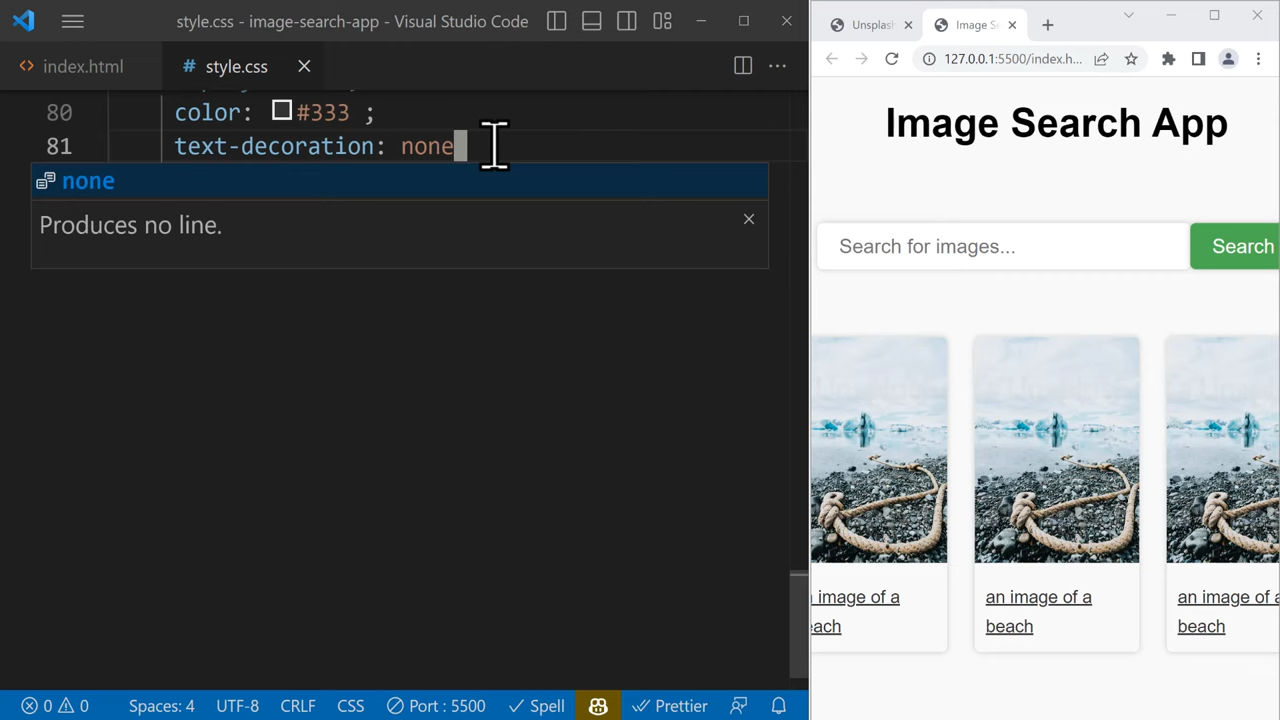 style.css - image-search-app - Visual Studio Code
index.html
# style.css
80 color: #333 ;
81 text-decoration: none
none
Produces no line.
0 0 Spaces: 4 UTF-8 CRLF CSS Port : 5500 Spell Prettier
Unsplash
Image Se
127.0.0.1:5500/index.h...
Image Search App
Search for images...
Search
image of a
each
an image of a
beach
an image of a
beach